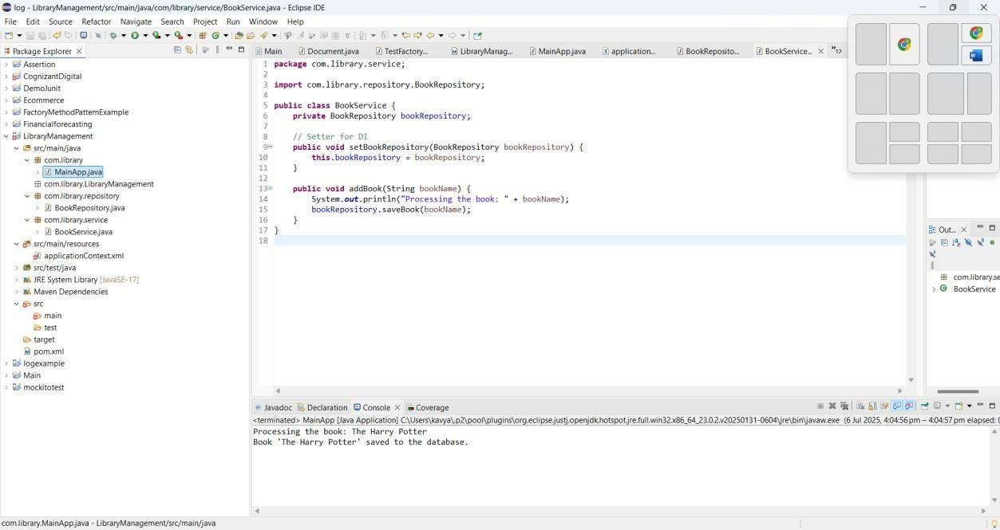 log - LibraryManagement/src/main/java/com/library/service/BookService.java - Eclipse IDE
File Edit Source Refactor Navigate Search Project Run Window Help
Package Explorer
Assertion
CognizantDigital
DemoJunit
Ecommerce
FactoryMethodPatternExample
Financialforecasting
LibraryManagement
src/main/java
com.library
MainApp.java
com.library.LibraryManagement
com.library.repository
BookRepository.java
com.library.service
BookService.java
src/main/resources
applicationContext.xml
src/test/java
JRE System Library [JavaSE-17]
Maven Dependencies
src
main
test
target
pom.xml
logexample
Main
mockitotest
Main Document.java TestFactory... LibraryManag... MainApp.java application... BookReposito... BookService... »17
1 package com.library.service;
2
3 import com.library.repository.BookRepository;
4
5 public class BookService {
6 private BookRepository bookRepository;
7
8 // Setter for DI
9 public void setBookRepository(BookRepository bookRepository) {
10 this.bookRepository = bookRepository;
11 }
12
13 public void addBook(String bookName) {
14 System.out.println("Processing the book: " + bookName);
15 bookRepository.saveBook(bookName);
16 }
17 }
18
Out...
com.library.se
BookService
Javadoc Declaration Console Coverage
<terminated> MainApp [Java Application] C:\Users\kavya\.p2\pool\plugins\org.eclipse.justj.openjdk.hotspot.jre.full.win32.x86_64_23.0.2.v20250131-0604\jre\bin\javaw.exe (6 Jul 2025, 4:04:56 pm – 4:04:57 pm elapsed: 0
Processing the book: The Harry Potter
Book 'The Harry Potter' saved to the database.
com.library.MainApp.java - LibraryManagement/src/main/java